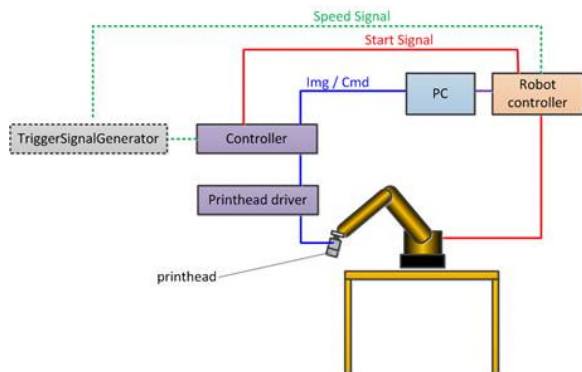 Speed Signal
Start Signal
Img / Cmd
PC
Robot
controller
TriggerSignalGenerator
Controller
Printhead driver
printhead